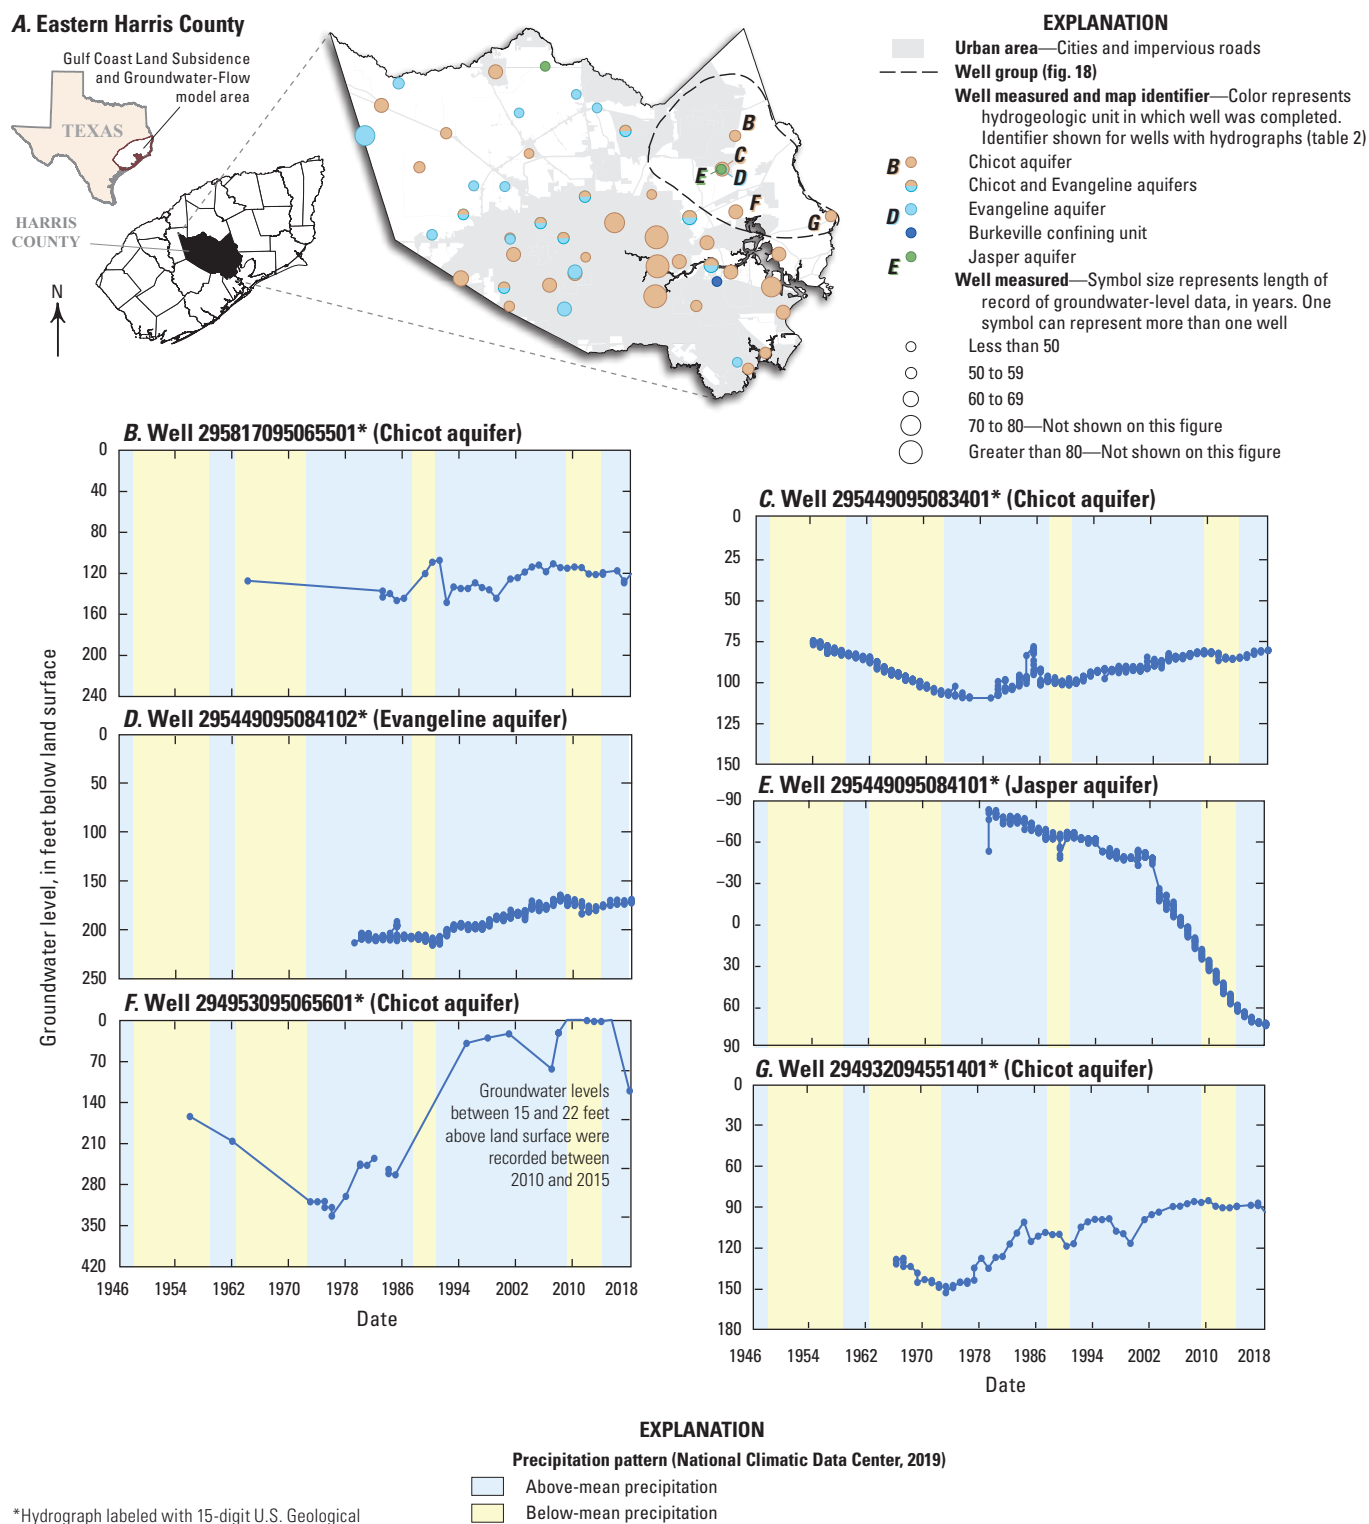 A. Eastern Harris County
Gulf Coast Land Subsidence
and Groundwater-Flow
model area
TEXAS
HARRIS
COUNTY
N
B
C
E
D
F
G
EXPLANATION
Urban area—Cities and impervious roads
Well group (fig. 18)
Well measured and map identifier—Color represents
hydrogeologic unit in which well was completed.
Identifier shown for wells with hydrographs (table 2)
B Chicot aquifer
Chicot and Evangeline aquifers
D Evangeline aquifer
Burkeville confining unit
E Jasper aquifer
Well measured—Symbol size represents length of
record of groundwater-level data, in years. One
symbol can represent more than one well
Less than 50
50 to 59
60 to 69
70 to 80—Not shown on this figure
Greater than 80—Not shown on this figure
Groundwater level, in feet below land surface
B. Well 295817095065501* (Chicot aquifer)
0
40
80
120
160
200
240
C. Well 295449095083401* (Chicot aquifer)
0
25
50
75
100
125
150
D. Well 295449095084102* (Evangeline aquifer)
0
50
100
150
200
250
E. Well 295449095084101* (Jasper aquifer)
−90
−60
−30
0
30
60
90
F. Well 294953095065601* (Chicot aquifer)
0
70
140
210
280
350
420
Groundwater levels
between 15 and 22 feet
above land surface were
recorded between
2010 and 2015
1946 1954 1962 1970 1978 1986 1994 2002 2010 2018
Date
G. Well 294932094551401* (Chicot aquifer)
0
30
60
90
120
150
180
1946 1954 1962 1970 1978 1986 1994 2002 2010 2018
Date
EXPLANATION
Precipitation pattern (National Climatic Data Center, 2019)
Above-mean precipitation
Below-mean precipitation
*Hydrograph labeled with 15-digit U.S. Geological